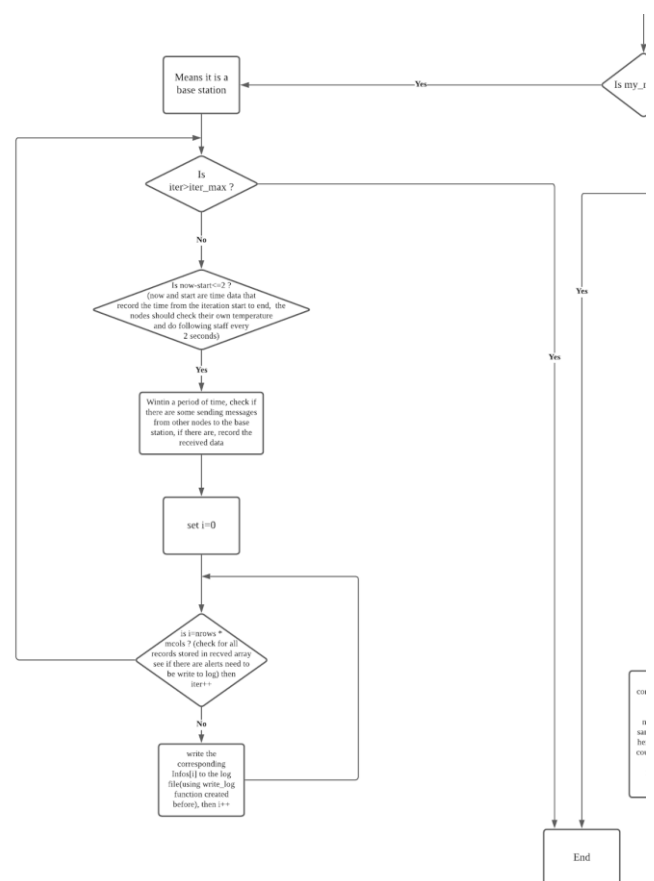 Means it is a
base station
Yes
Is my_
Is
iter>iter_max ?
No
Is now-start<=2 ?
(now and start are time data that
record the time from the iteration start to end, the
nodes should check their own temperature
and do following staff every
2 seconds)
Yes
Yes
Yes
Wintin a period of time, check if
there are some sending messages
from other nodes to the base
station, if there are, record the
received data
set i=0
is i=nrows *
mcols ? (check for all
records stored in recved array
see if there are alerts need to
be write to log) then
iter++
No
write the
corresponding
Infos[i] to the log
file(using write_log
function created
before), then i++
End